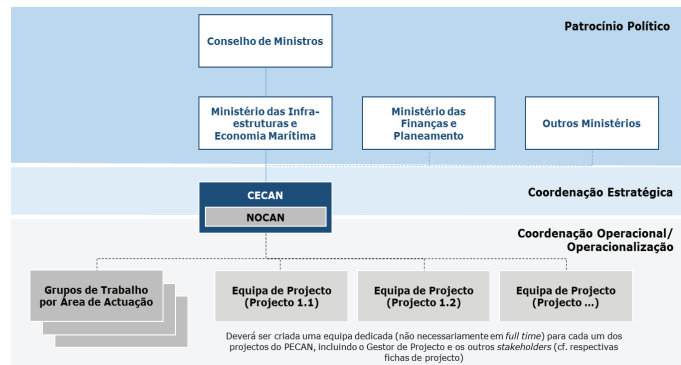 Patrocínio Político
Conselho de Ministros
Ministério das Infra-
estruturas e
Economia Marítima
Ministério das
Finanças e
Planeamento
Outros Ministérios
Coordenação Estratégica
CECAN
NOCAN
Coordenação Operacional/
Operacionalização
Grupos de Trabalho
por Área de Actuação
Equipa de Projecto
(Projecto 1.1)
Equipa de Projecto
(Projecto 1.2)
Equipa de Projecto
(Projecto ...)
Deverá ser criada uma equipa dedicada (não necessariamente em full time) para cada um dos
projectos do PECAN, incluindo o Gestor de Projecto e os outros stakeholders (cf. respectivas
fichas de projecto)